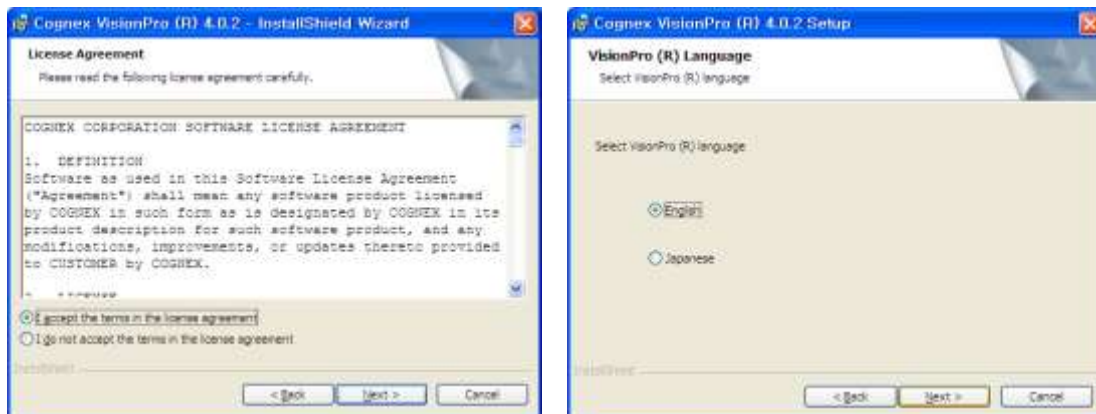 Cognex VisionPro (R) 4.0.2 - InstallShield Wizard
License Agreement
Please read the following license agreement carefully.
COGNEX CORPORATION SOFTWARE LICENSE AGREEMENT
1. DEFINITION
Software as used in this Software License Agreement
("Agreement") shall mean any software product licensed
by COGNEX in such form as is designated by COGNEX in its
product description for such software product, and any
modifications, improvements, or updates thereto provided
to CUSTOMER by COGNEX.
2. LICENSE
I accept the terms in the license agreement
I do not accept the terms in the license agreement
InstallShield
< Back
Next >
Cancel
Cognex VisionPro (R) 4.0.2 Setup
VisionPro (R) Language
Select VisionPro (R) language
Select VisionPro (R) language
English
Japanese
InstallShield
< Back
Next >
Cancel